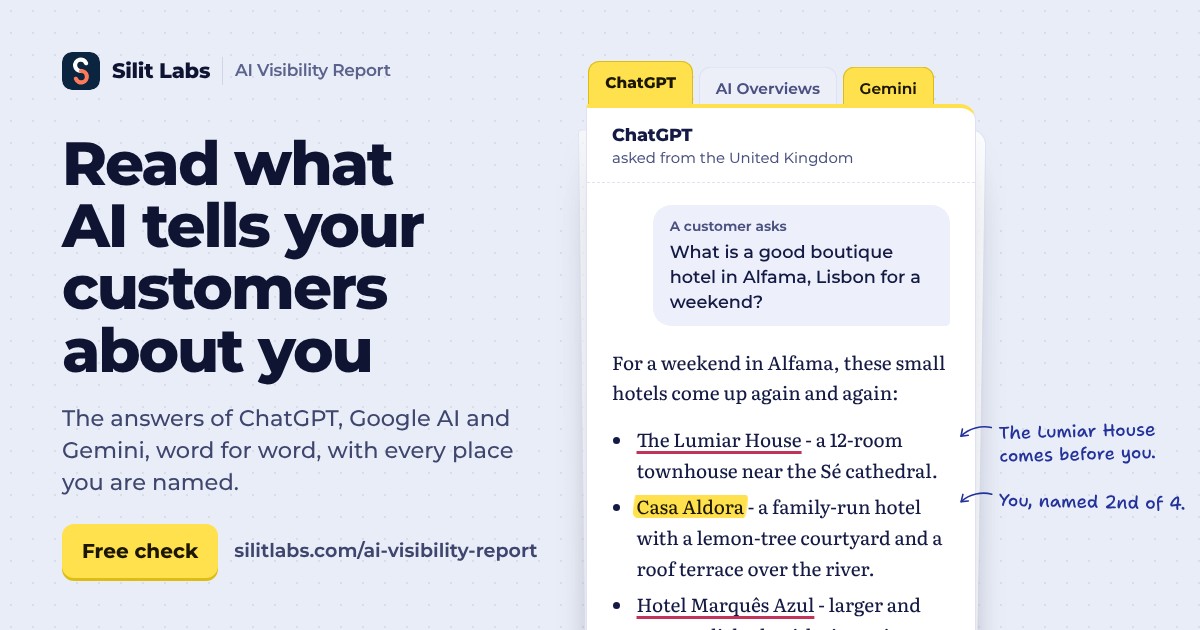 Silit Labs
AI Visibility Report
Read what
AI tells your
customers
about you
The answers of ChatGPT, Google AI and
Gemini, word for word, with every place
you are named.
Free check
silitlabs.com/ai-visibility-report
ChatGPT
AI Overviews
Gemini
ChatGPT
asked from the United Kingdom
A customer asks
What is a good boutique
hotel in Alfama, Lisbon for a
weekend?
For a weekend in Alfama, these small
hotels come up again and again:
• The Lumiar House - a 12-room
townhouse near the Sé cathedral.
• Casa Aldora - a family-run hotel
with a lemon-tree courtyard and a
roof terrace over the river.
• Hotel Marquês Azul - larger and
The Lumiar House
comes before you.
You, named 2nd of 4.